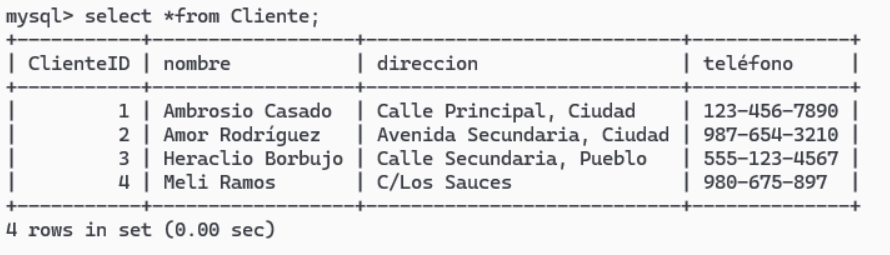 mysql> select *from Cliente;
+-----------+------------------+----------------------------+--------------+
| ClienteID | nombre           | direccion                  | teléfono     |
+-----------+------------------+----------------------------+--------------+
|         1 | Ambrosio Casado  | Calle Principal, Ciudad    | 123-456-7890 |
|         2 | Amor Rodríguez   | Avenida Secundaria, Ciudad | 987-654-3210 |
|         3 | Heraclio Borbujo | Calle Secundaria, Pueblo   | 555-123-4567 |
|         4 | Meli Ramos       | C/Los Sauces               | 980-675-897  |
+-----------+------------------+----------------------------+--------------+
4 rows in set (0.00 sec)